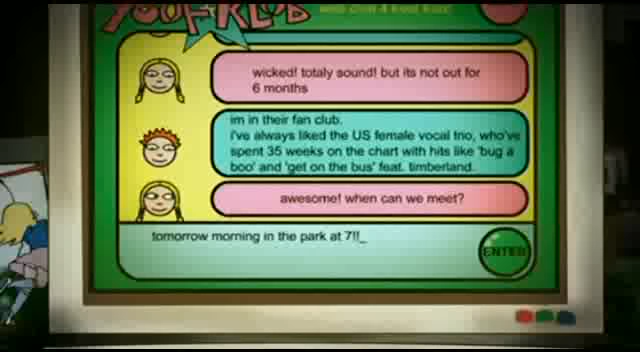 wicked! totaly sound! but its not out for
6 months
im in their fan club.
i've always liked the US female vocal trio, who've
spent 35 weeks on the chart with hits like 'bug a
boo' and 'get on the bus' feat. timberland.
awesome! when can we meet?
tomorrow morning in the park at 7!!_
ENTER